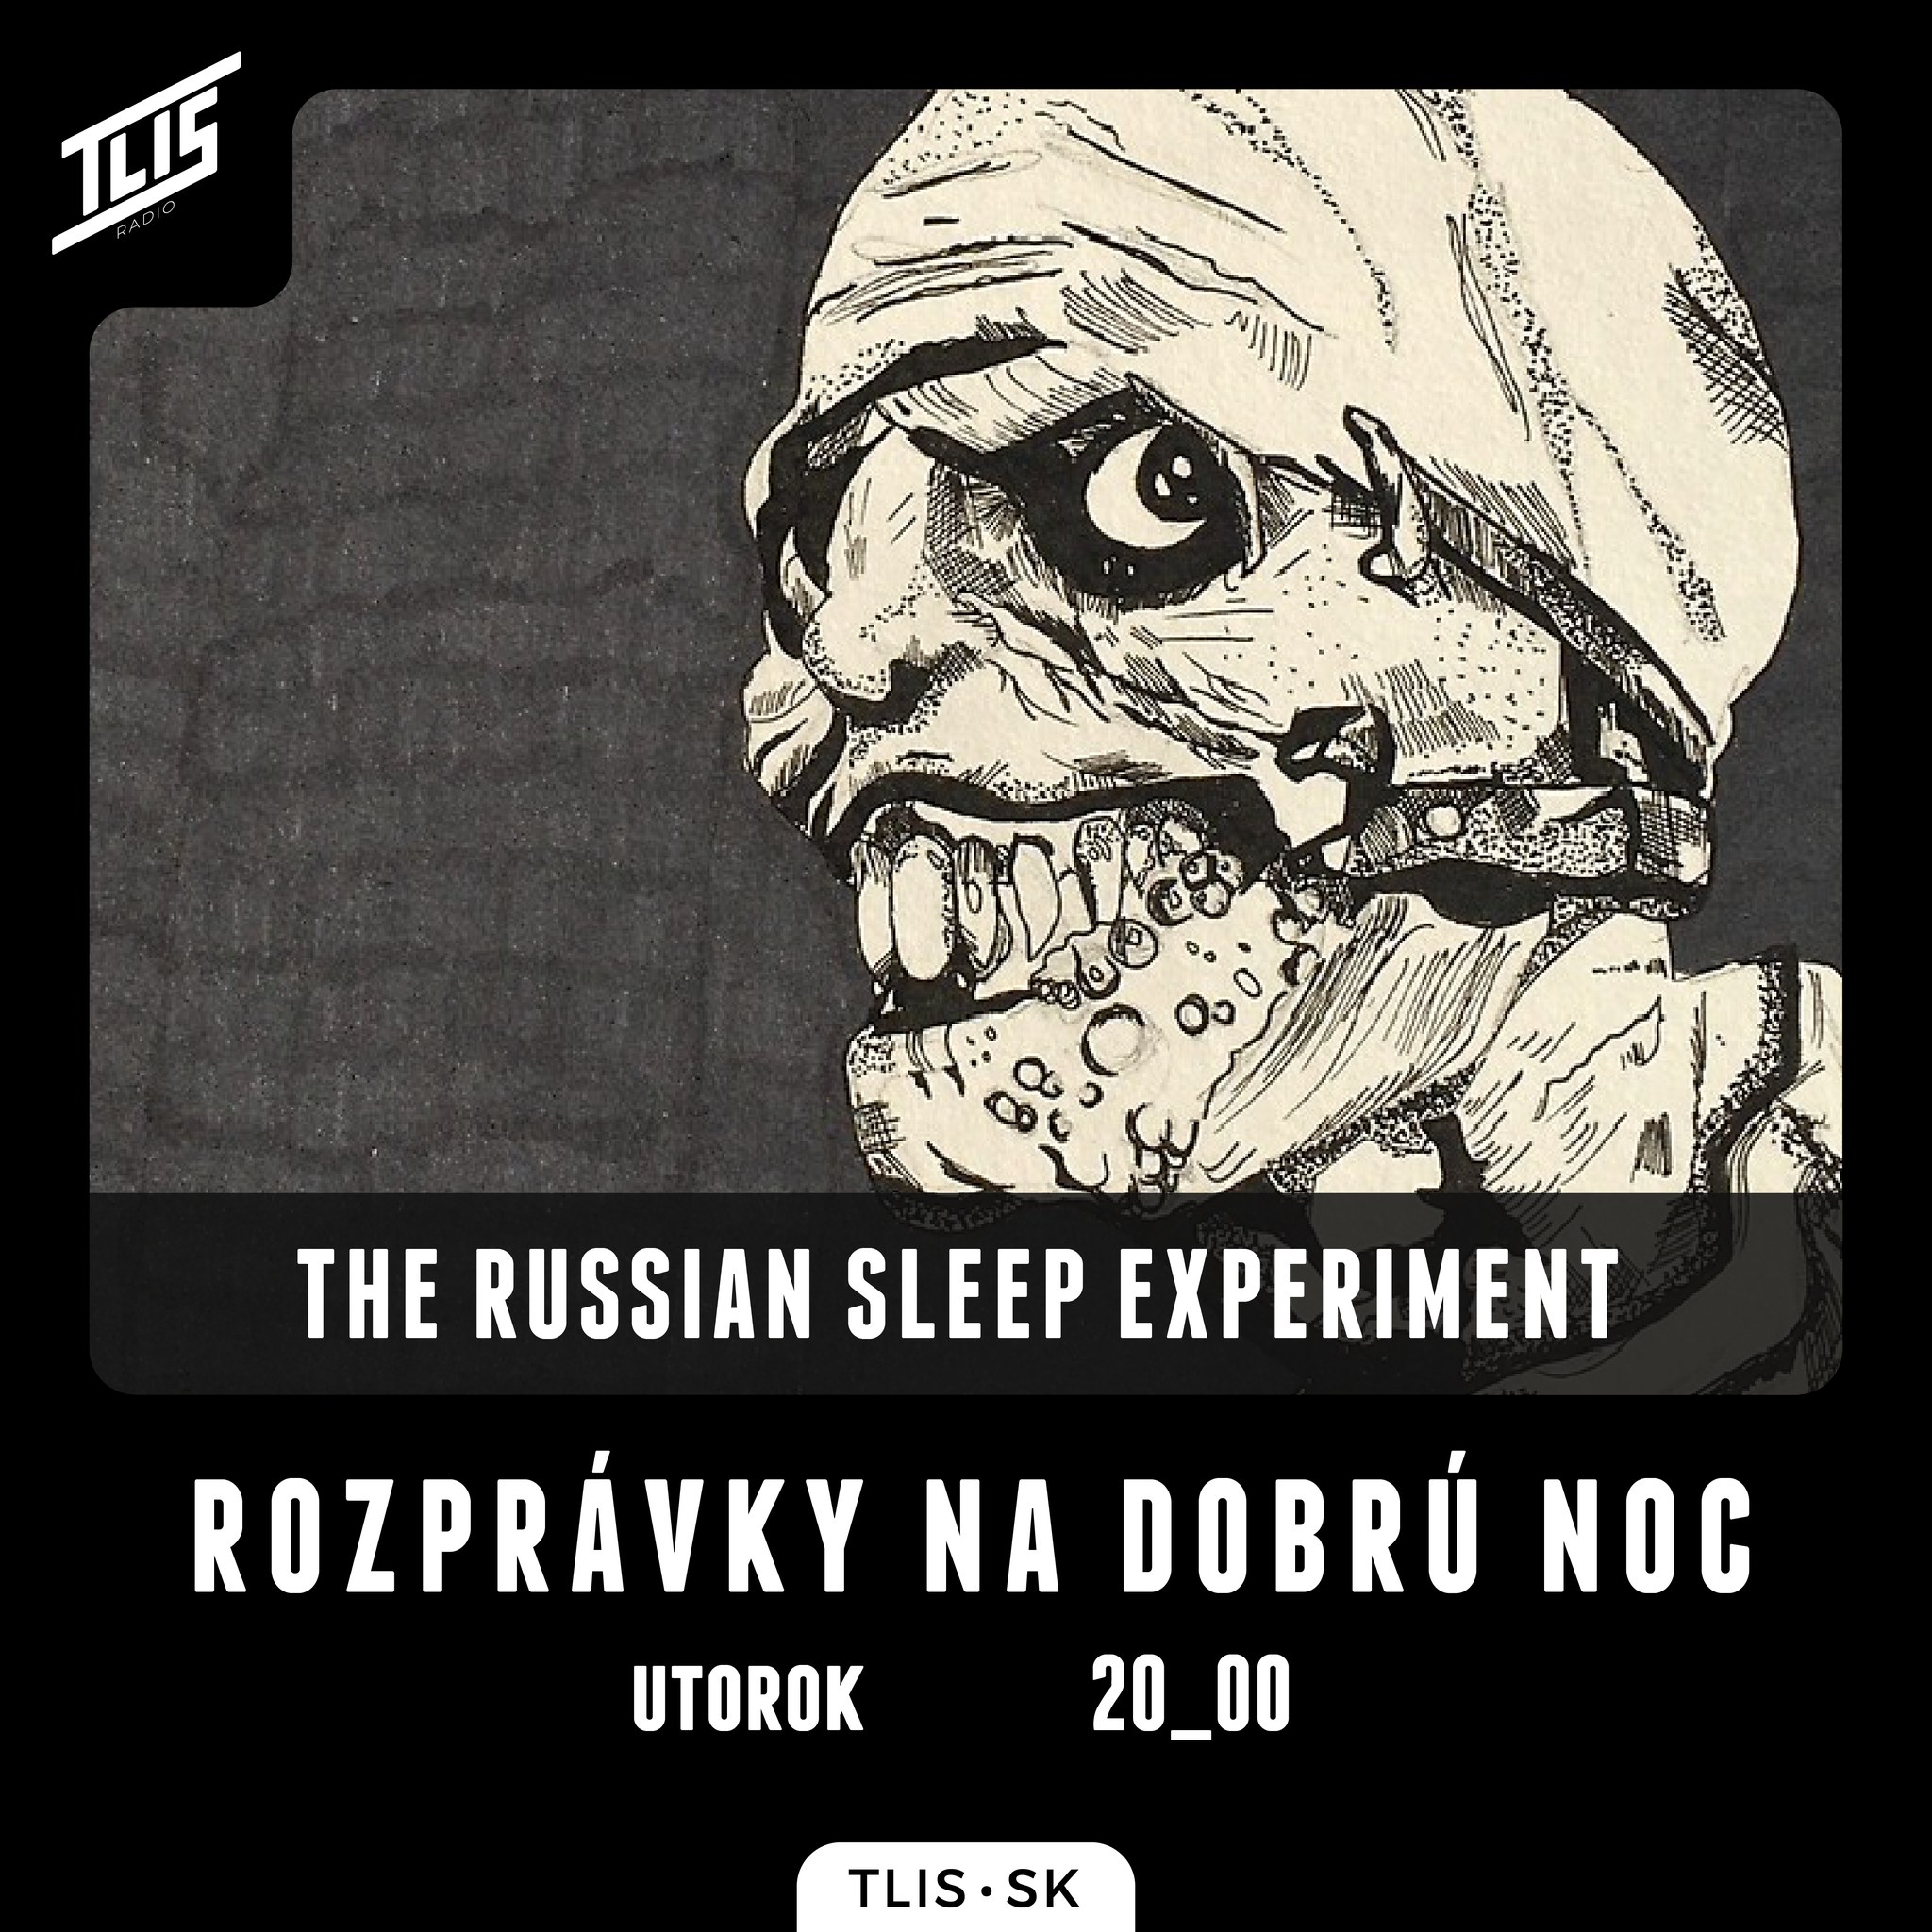 TLIS
RADIO
THE RUSSIAN SLEEP EXPERIMENT
ROZPRÁVKY NA DOBRÚ NOC
UTOROK 20_00
TLIS·SK